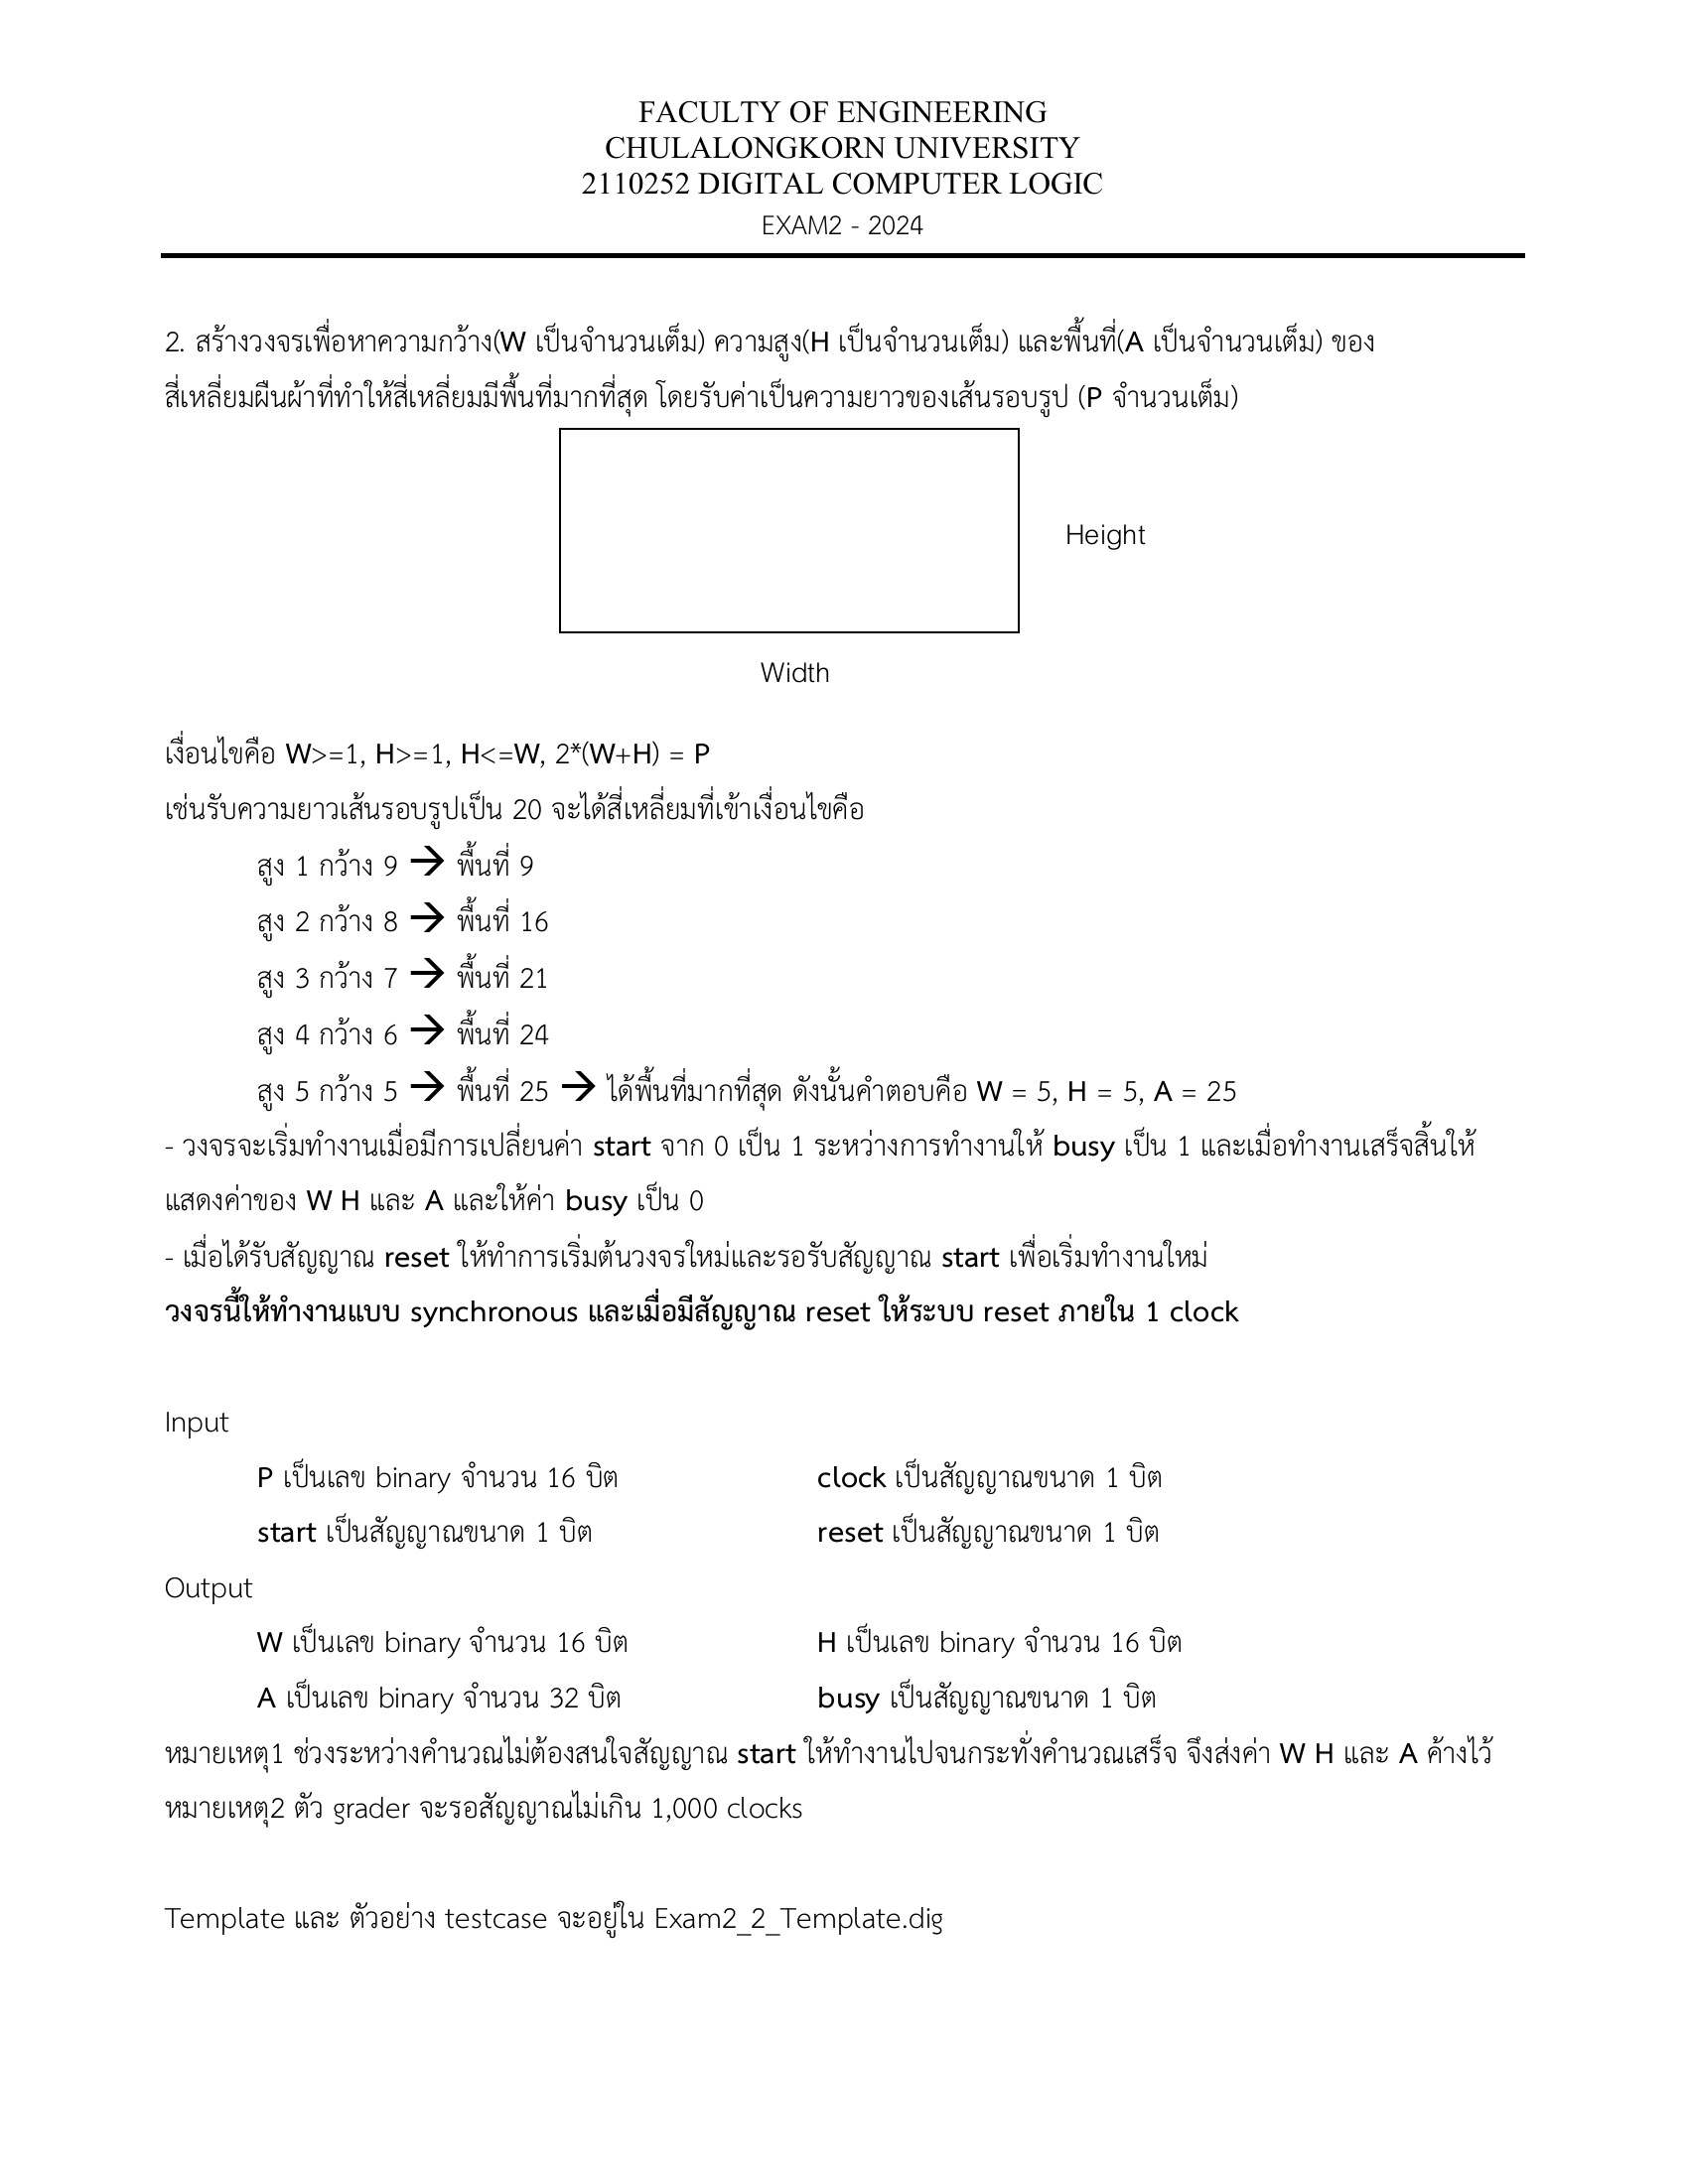 FACULTY OF ENGINEERING
CHULALONGKORN UNIVERSITY
2110252 DIGITAL COMPUTER LOGIC
EXAM2 - 2024
2. สร้างวงจรเพื่อหาความกว้าง(W เป็นจำนวนเต็ม) ความสูง(H เป็นจำนวนเต็ม) และพื้นที่(A เป็นจำนวนเต็ม) ของ
สี่เหลี่ยมผืนผ้าที่ทำให้สี่เหลี่ยมมีพื้นที่มากที่สุด โดยรับค่าเป็นความยาวของเส้นรอบรูป (P จำนวนเต็ม)
Height
Width
เงื่อนไขคือ W>=1, H>=1, H<=W, 2*(W+H) = P
เช่นรับความยาวเส้นรอบรูปเป็น 20 จะได้สี่เหลี่ยมที่เข้าเงื่อนไขคือ
สูง 1 กว้าง 9 → พื้นที่ 9
สูง 2 กว้าง 8 → พื้นที่ 16
สูง 3 กว้าง 7 → พื้นที่ 21
สูง 4 กว้าง 6 → พื้นที่ 24
สูง 5 กว้าง 5 → พื้นที่ 25 → ได้พื้นที่มากที่สุด ดังนั้นคำตอบคือ W = 5, H = 5, A = 25
- วงจรจะเริ่มทำงานเมื่อมีการเปลี่ยนค่า start จาก 0 เป็น 1 ระหว่างการทำงานให้ busy เป็น 1 และเมื่อทำงานเสร็จสิ้นให้
แสดงค่าของ W H และ A และให้ค่า busy เป็น 0
- เมื่อได้รับสัญญาณ reset ให้ทำการเริ่มต้นวงจรใหม่และรอรับสัญญาณ start เพื่อเริ่มทำงานใหม่
วงจรนี้ให้ทำงานแบบ synchronous และเมื่อมีสัญญาณ reset ให้ระบบ reset ภายใน 1 clock
Input
P เป็นเลข binary จำนวน 16 บิต clock เป็นสัญญาณขนาด 1 บิต
start เป็นสัญญาณขนาด 1 บิต reset เป็นสัญญาณขนาด 1 บิต
Output
W เป็นเลข binary จำนวน 16 บิต H เป็นเลข binary จำนวน 16 บิต
A เป็นเลข binary จำนวน 32 บิต busy เป็นสัญญาณขนาด 1 บิต
หมายเหตุ1 ช่วงระหว่างคำนวณไม่ต้องสนใจสัญญาณ start ให้ทำงานไปจนกระทั่งคำนวณเสร็จ จึงส่งค่า W H และ A ค้างไว้
หมายเหตุ2 ตัว grader จะรอสัญญาณไม่เกิน 1,000 clocks
Template และ ตัวอย่าง testcase จะอยู่ใน Exam2_2_Template.dig